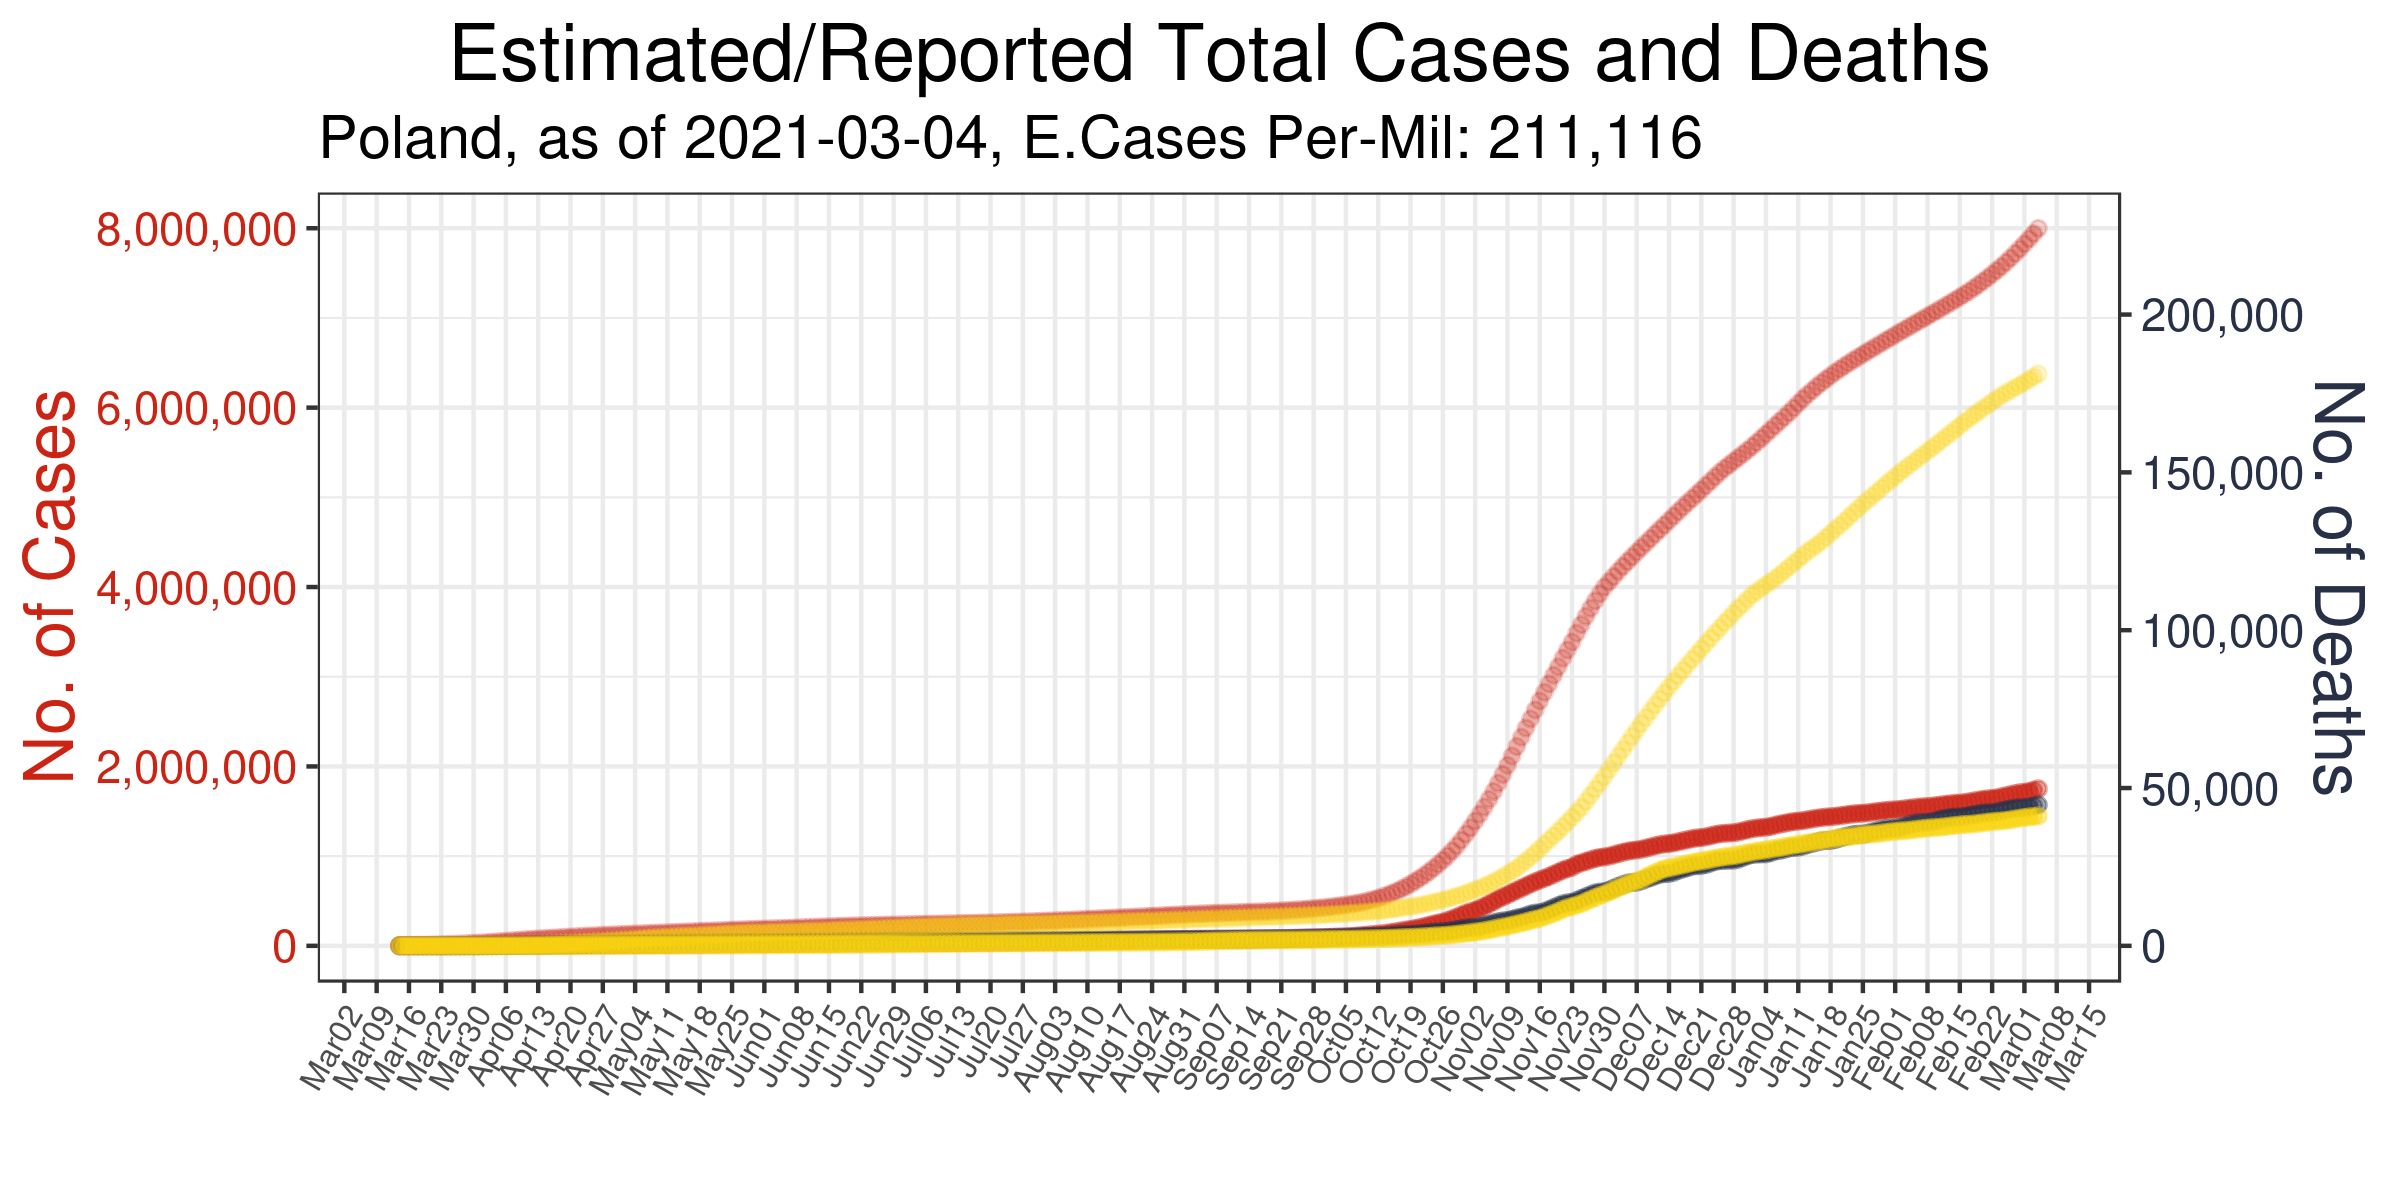 Estimated/Reported Total Cases and Deaths
Poland, as of 2021-03-04, E.Cases Per-Mil: 211,116
No. of Cases
8,000,000
6,000,000
4,000,000
2,000,000
0
200,000
150,000
100,000
50,000
0
No. of Deaths
Mar02
Mar09
Mar16
Mar23
Mar30
Apr06
Apr13
Apr20
Apr27
May04
May11
May18
May25
Jun01
Jun08
Jun15
Jun22
Jun29
Jul06
Jul13
Jul20
Jul27
Aug03
Aug10
Aug17
Aug24
Aug31
Sep07
Sep14
Sep21
Sep28
Oct05
Oct12
Oct19
Oct26
Nov02
Nov09
Nov16
Nov23
Nov30
Dec07
Dec14
Dec21
Dec28
Jan04
Jan11
Jan18
Jan25
Feb01
Feb08
Feb15
Feb22
Mar01
Mar08
Mar15